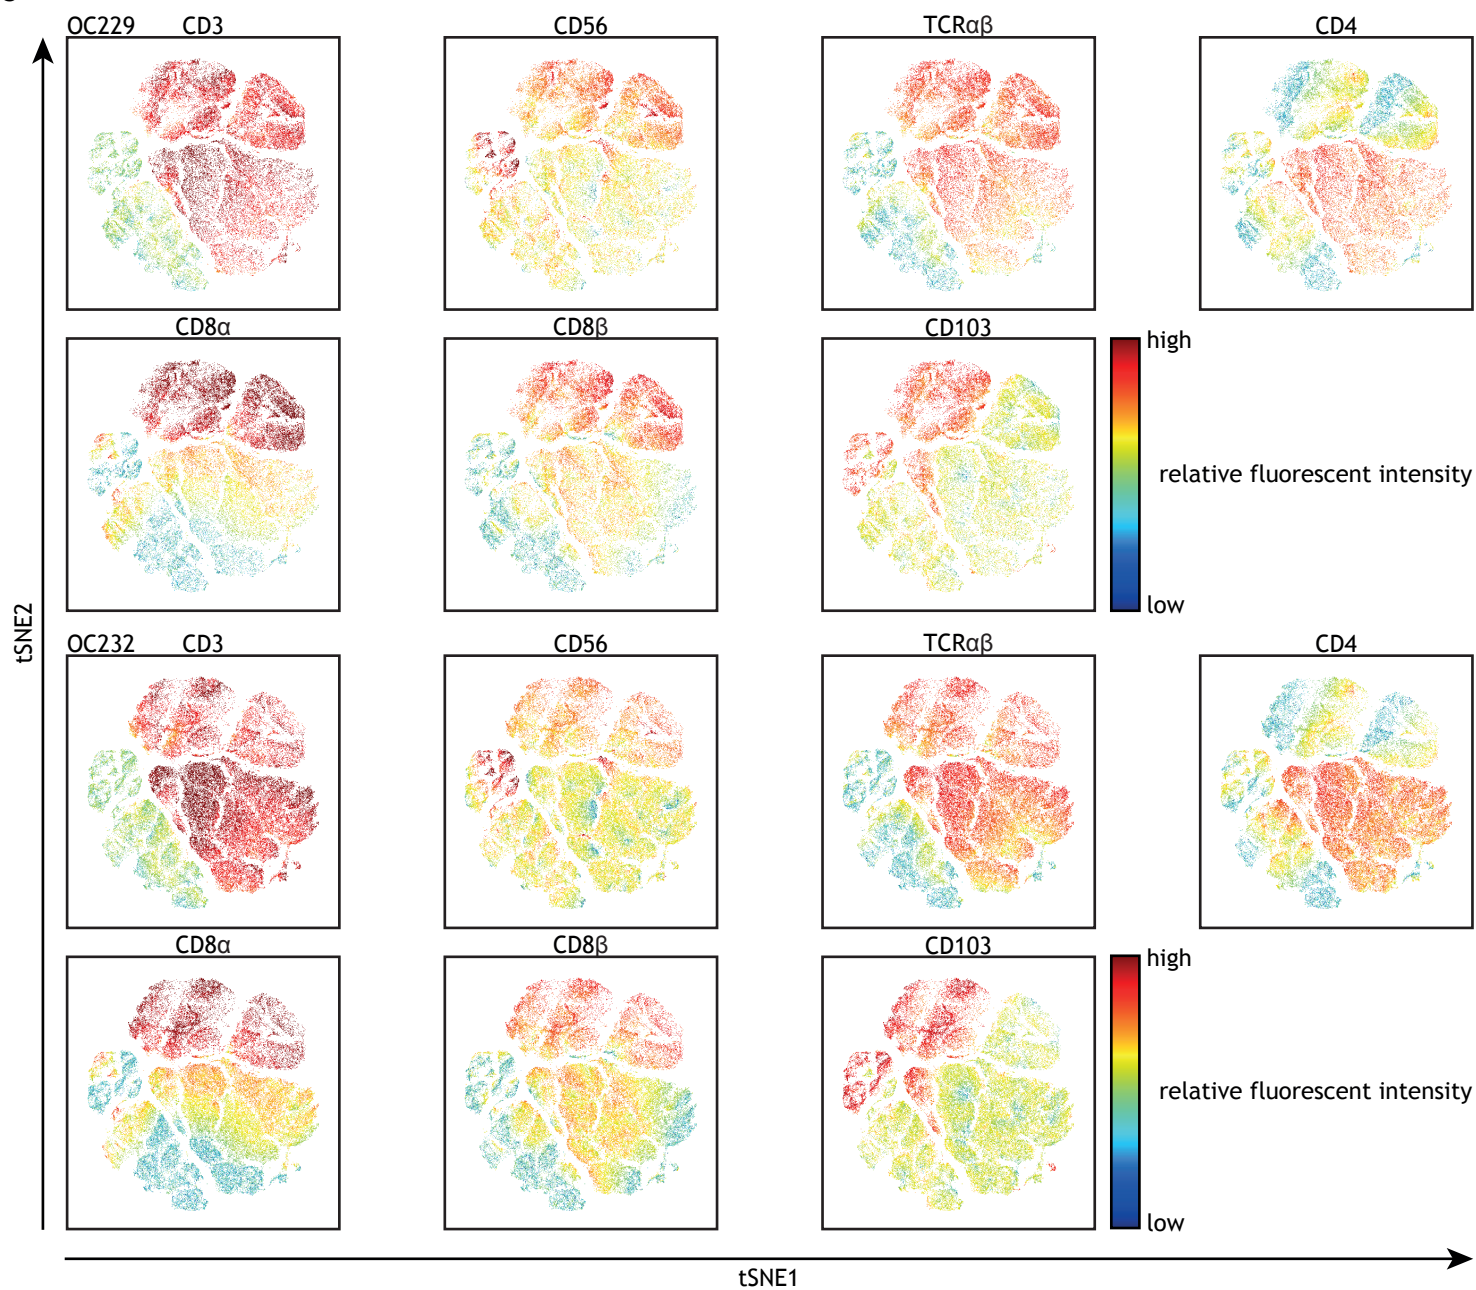 OC229 CD3 CD56 TCRαβ CD4
CD8α CD8β CD103
high
relative fluorescent intensity
low
OC232 CD3 CD56 TCRαβ CD4
CD8α CD8β CD103
high
relative fluorescent intensity
low
tSNE2
tSNE1